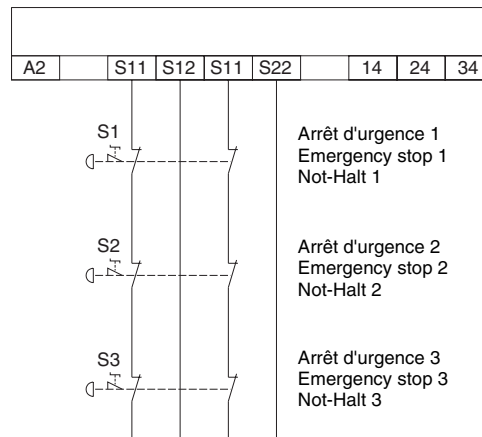 A2 S11 S12 S11 S22 14 24 34
S1
Arrêt d'urgence 1
Emergency stop 1
Not-Halt 1
S2
Arrêt d'urgence 2
Emergency stop 2
Not-Halt 2
S3
Arrêt d'urgence 3
Emergency stop 3
Not-Halt 3